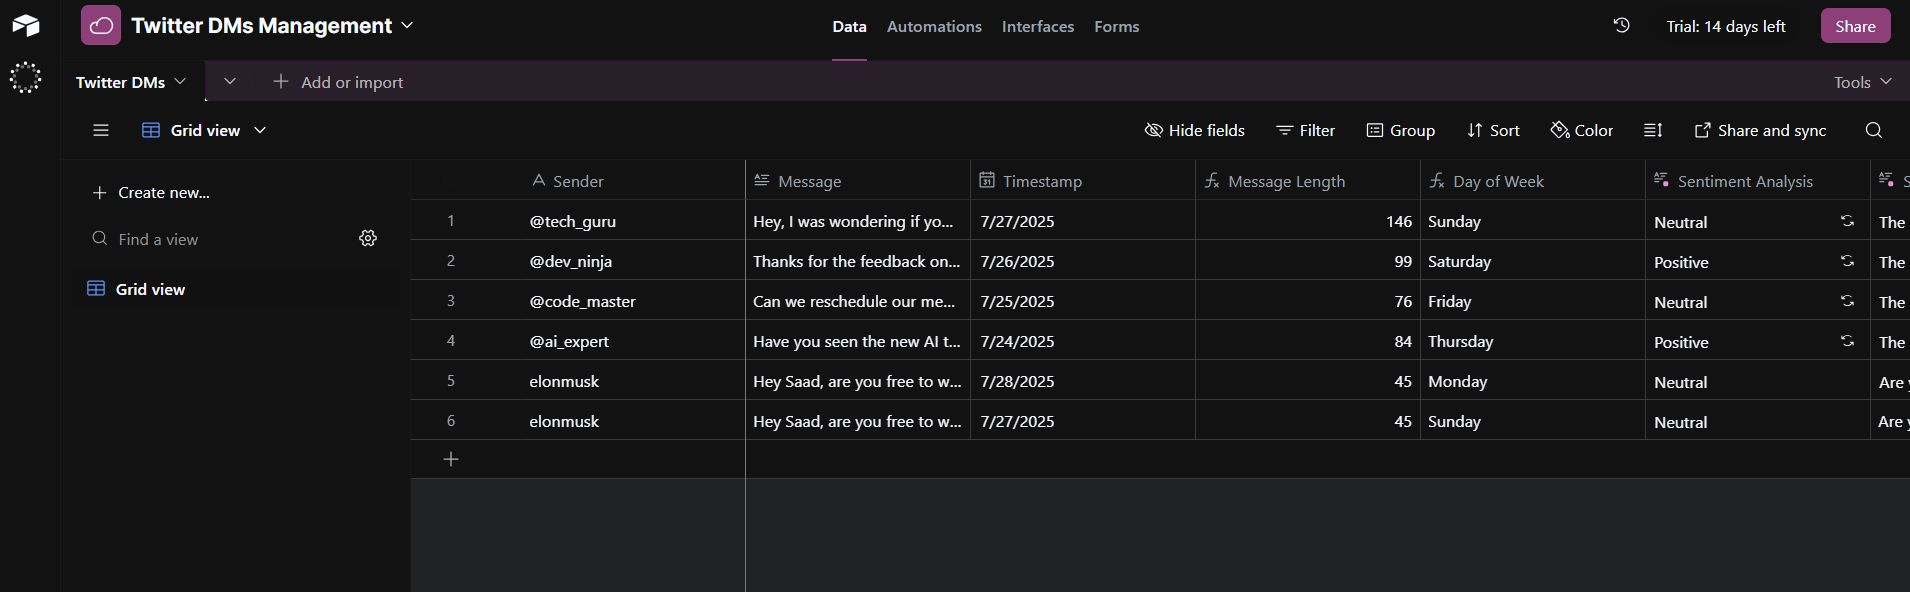 Twitter DMs Management
Data Automations Interfaces Forms
Trial: 14 days left
Share
Twitter DMs
Add or import
Tools
Grid view
Hide fields Filter Group Sort Color Share and sync
Create new...
Find a view
Grid view
Sender Message Timestamp Message Length Day of Week Sentiment Analysis S
1 @tech_guru Hey, I was wondering if yo... 7/27/2025 146 Sunday Neutral The
2 @dev_ninja Thanks for the feedback on... 7/26/2025 99 Saturday Positive The
3 @code_master Can we reschedule our me... 7/25/2025 76 Friday Neutral The
4 @ai_expert Have you seen the new AI t... 7/24/2025 84 Thursday Positive The
5 elonmusk Hey Saad, are you free to w... 7/28/2025 45 Monday Neutral Are y
6 elonmusk Hey Saad, are you free to w... 7/27/2025 45 Sunday Neutral Are y